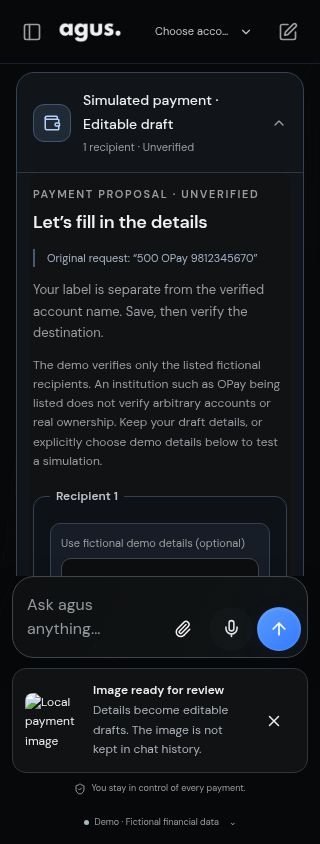 agus.
Choose acco...
Simulated payment ·
Editable draft
1 recipient · Unverified
PAYMENT PROPOSAL · UNVERIFIED
Let’s fill in the details
Original request: “500 OPay 9812345670”
Your label is separate from the verified
account name. Save, then verify the
destination.
The demo verifies only the listed fictional
recipients. An institution such as OPay being
listed does not verify arbitrary accounts or
real ownership. Keep your draft details, or
explicitly choose demo details below to test
a simulation.
Recipient 1
Use fictional demo details (optional)
Ask agus
anything...
Local
payment
image
Image ready for review
Details become editable
drafts. The image is not
kept in chat history.
You stay in control of every payment.
Demo · Fictional financial data